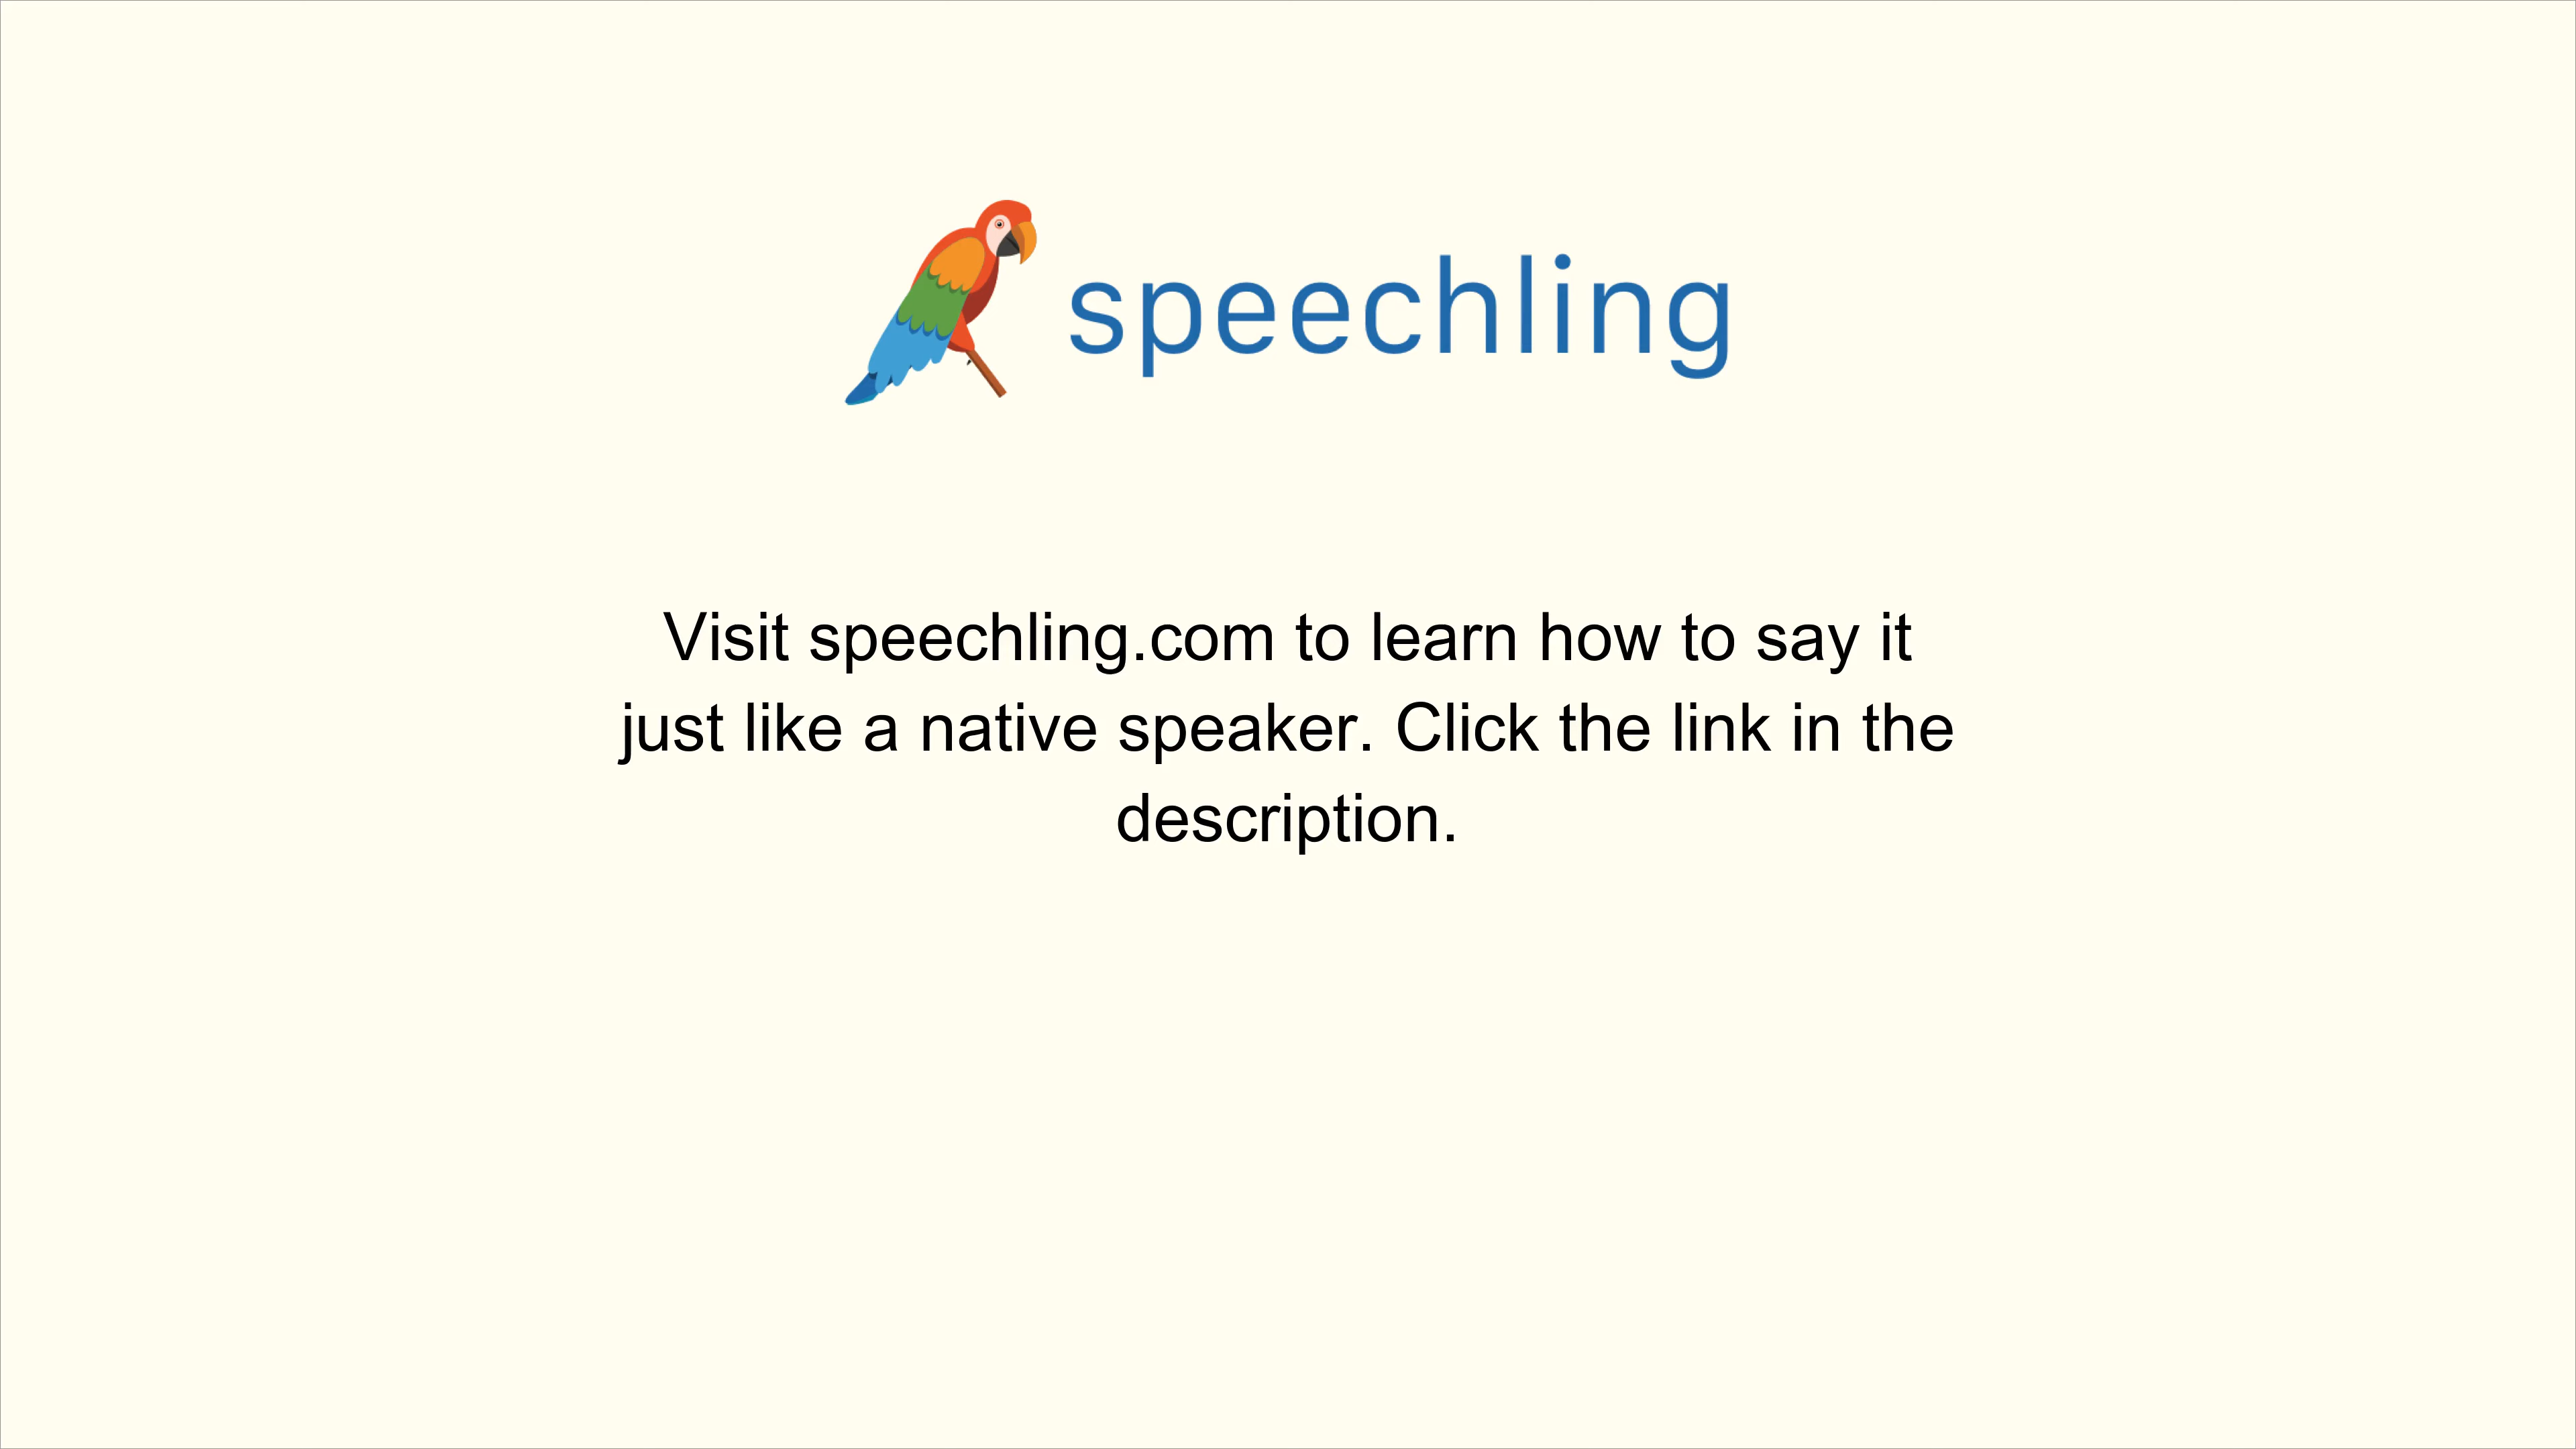 speechling
Visit speechling.com to learn how to say it
just like a native speaker. Click the link in the
description.